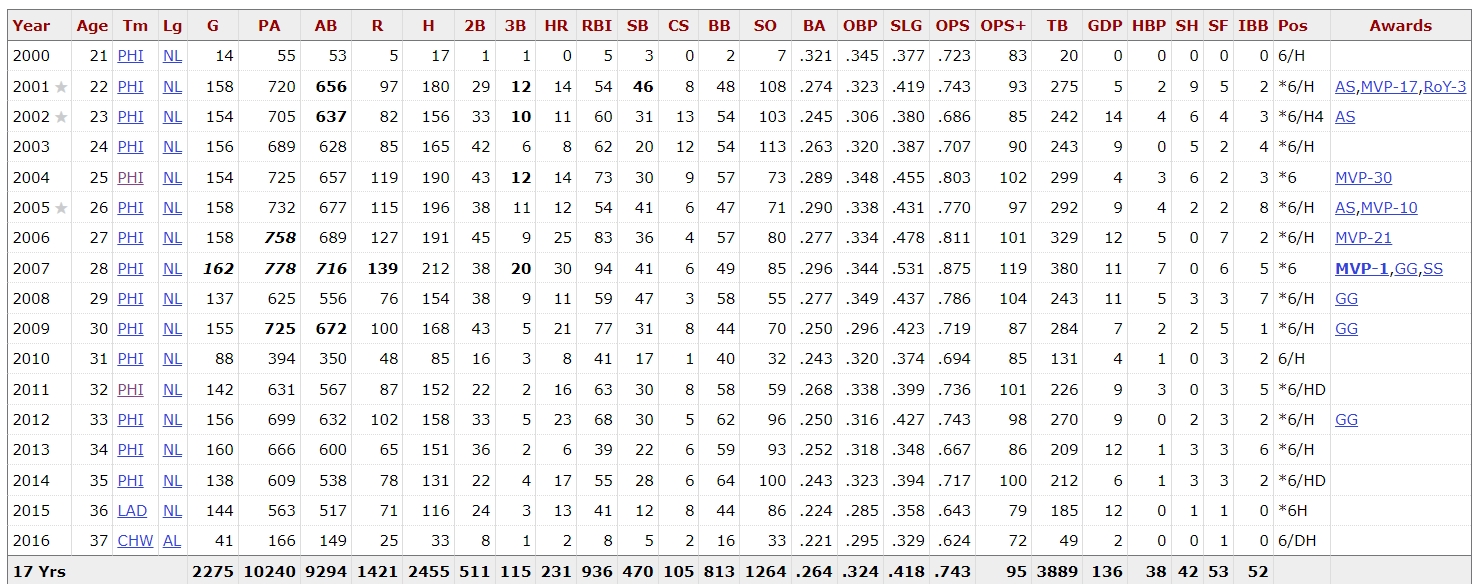 Year Age Tm Lg G PA AB R H 2B 3B HR RBI SB CS BB SO BA OBP SLG OPS OPS+ TB GDP HBP SH SF IBB Pos Awards
2000 21 PHI NL 14 55 53 5 17 1 1 0 5 3 0 2 7 .321 .345 .377 .723 83 20 0 0 0 0 0 6/H
2001 ★ 22 PHI NL 158 720 656 97 180 29 12 14 54 46 8 48 108 .274 .323 .419 .743 93 275 5 2 9 5 2 *6/H AS,MVP-17,RoY-3
2002 ★ 23 PHI NL 154 705 637 82 156 33 10 11 60 31 13 54 103 .245 .306 .380 .686 85 242 14 4 6 4 3 *6/H4 AS
2003 24 PHI NL 156 689 628 85 165 42 6 8 62 20 12 54 113 .263 .320 .387 .707 90 243 9 0 5 2 4 *6/H
2004 25 PHI NL 154 725 657 119 190 43 12 14 73 30 9 57 73 .289 .348 .455 .803 102 299 4 3 6 2 3 *6 MVP-30
2005 ★ 26 PHI NL 158 732 677 115 196 38 11 12 54 41 6 47 71 .290 .338 .431 .770 97 292 9 4 2 2 8 *6/H AS,MVP-10
2006 27 PHI NL 158 758 689 127 191 45 9 25 83 36 4 57 80 .277 .334 .478 .811 101 329 12 5 0 7 2 *6/H MVP-21
2007 28 PHI NL 162 778 716 139 212 38 20 30 94 41 6 49 85 .296 .344 .531 .875 119 380 11 7 0 6 5 *6 MVP-1,GG,SS
2008 29 PHI NL 137 625 556 76 154 38 9 11 59 47 3 58 55 .277 .349 .437 .786 104 243 11 5 3 3 7 *6/H GG
2009 30 PHI NL 155 725 672 100 168 43 5 21 77 31 8 44 70 .250 .296 .423 .719 87 284 7 2 2 5 1 *6/H GG
2010 31 PHI NL 88 394 350 48 85 16 3 8 41 17 1 40 32 .243 .320 .374 .694 85 131 4 1 0 3 2 6/H
2011 32 PHI NL 142 631 567 87 152 22 2 16 63 30 8 58 59 .268 .338 .399 .736 101 226 9 3 0 3 5 *6/HD
2012 33 PHI NL 156 699 632 102 158 33 5 23 68 30 5 62 96 .250 .316 .427 .743 98 270 9 0 2 3 2 *6/H GG
2013 34 PHI NL 160 666 600 65 151 36 2 6 39 22 6 59 93 .252 .318 .348 .667 86 209 12 1 3 3 6 *6/H
2014 35 PHI NL 138 609 538 78 131 22 4 17 55 28 6 64 100 .243 .323 .394 .717 100 212 6 1 3 3 2 *6/HD
2015 36 LAD NL 144 563 517 71 116 24 3 13 41 12 8 44 86 .224 .285 .358 .643 79 185 12 0 1 1 0 *6H
2016 37 CHW AL 41 166 149 25 33 8 1 2 8 5 2 16 33 .221 .295 .329 .624 72 49 2 0 0 1 0 6/DH
17 Yrs 2275 10240 9294 1421 2455 511 115 231 936 470 105 813 1264 .264 .324 .418 .743 95 3889 136 38 42 53 52